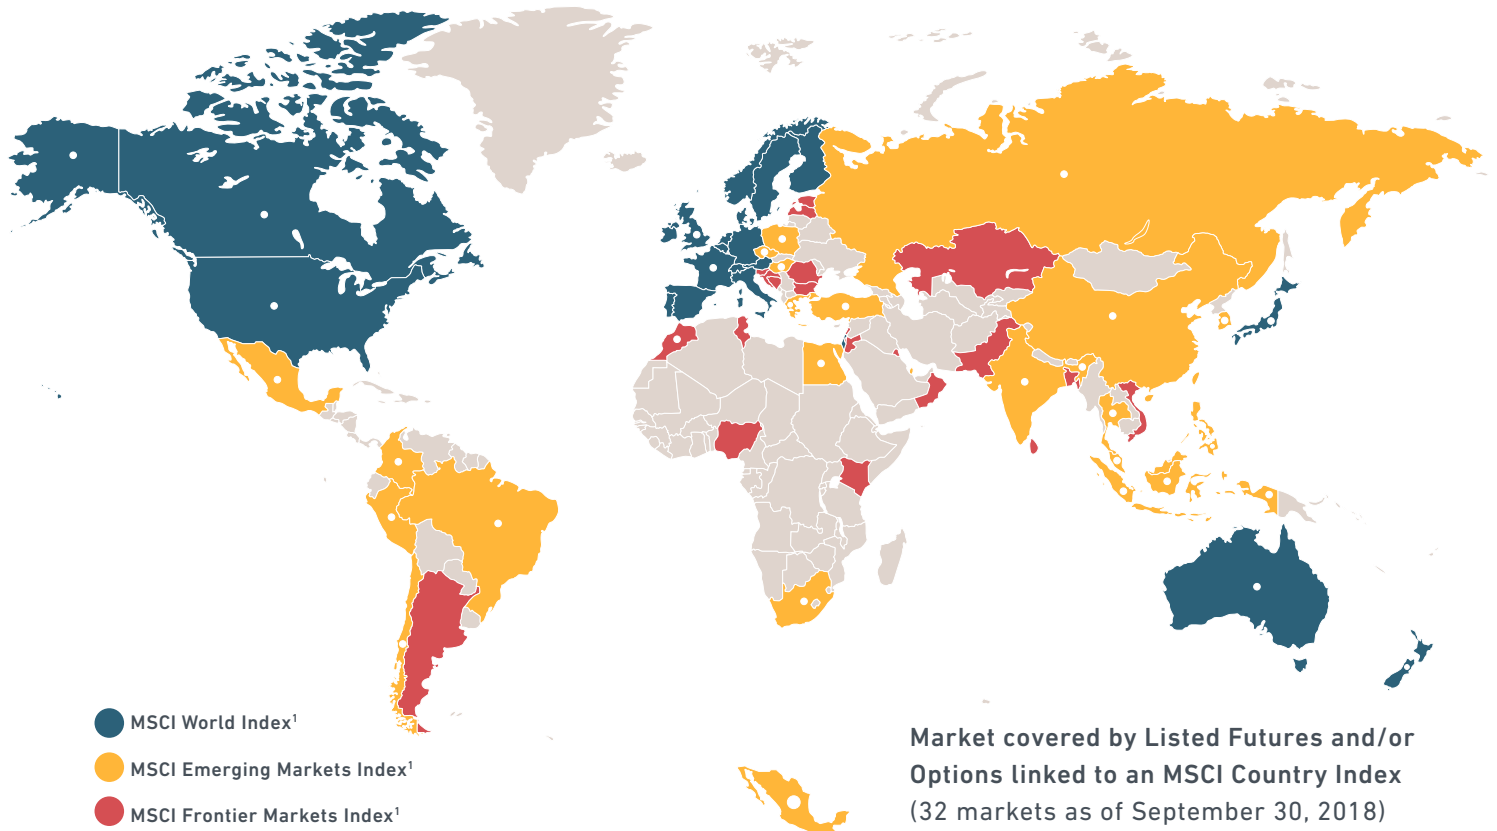 MSCI World Index¹
MSCI Emerging Markets Index¹
MSCI Frontier Markets Index¹
Market covered by Listed Futures and/or
Options linked to an MSCI Country Index
(32 markets as of September 30, 2018)